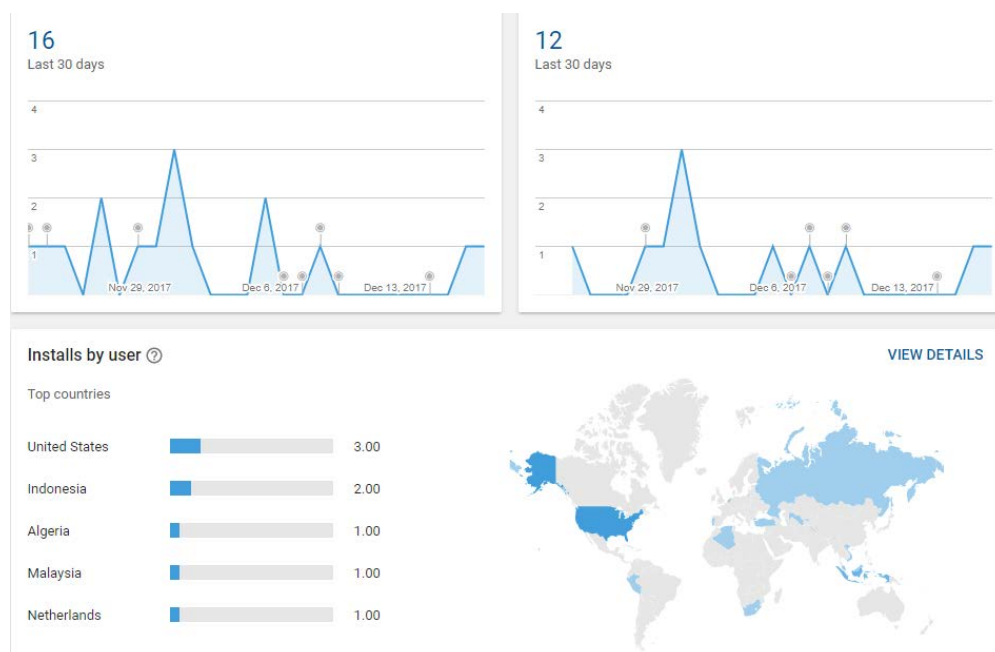 16
Last 30 days
4
3
2
1
Nov 29, 2017 Dec 6, 2017 Dec 13, 2017
12
Last 30 days
4
3
2
1
Nov 29, 2017 Dec 6, 2017 Dec 13, 2017
Installs by user ?
VIEW DETAILS
Top countries
United States 3.00
Indonesia 2.00
Algeria 1.00
Malaysia 1.00
Netherlands 1.00